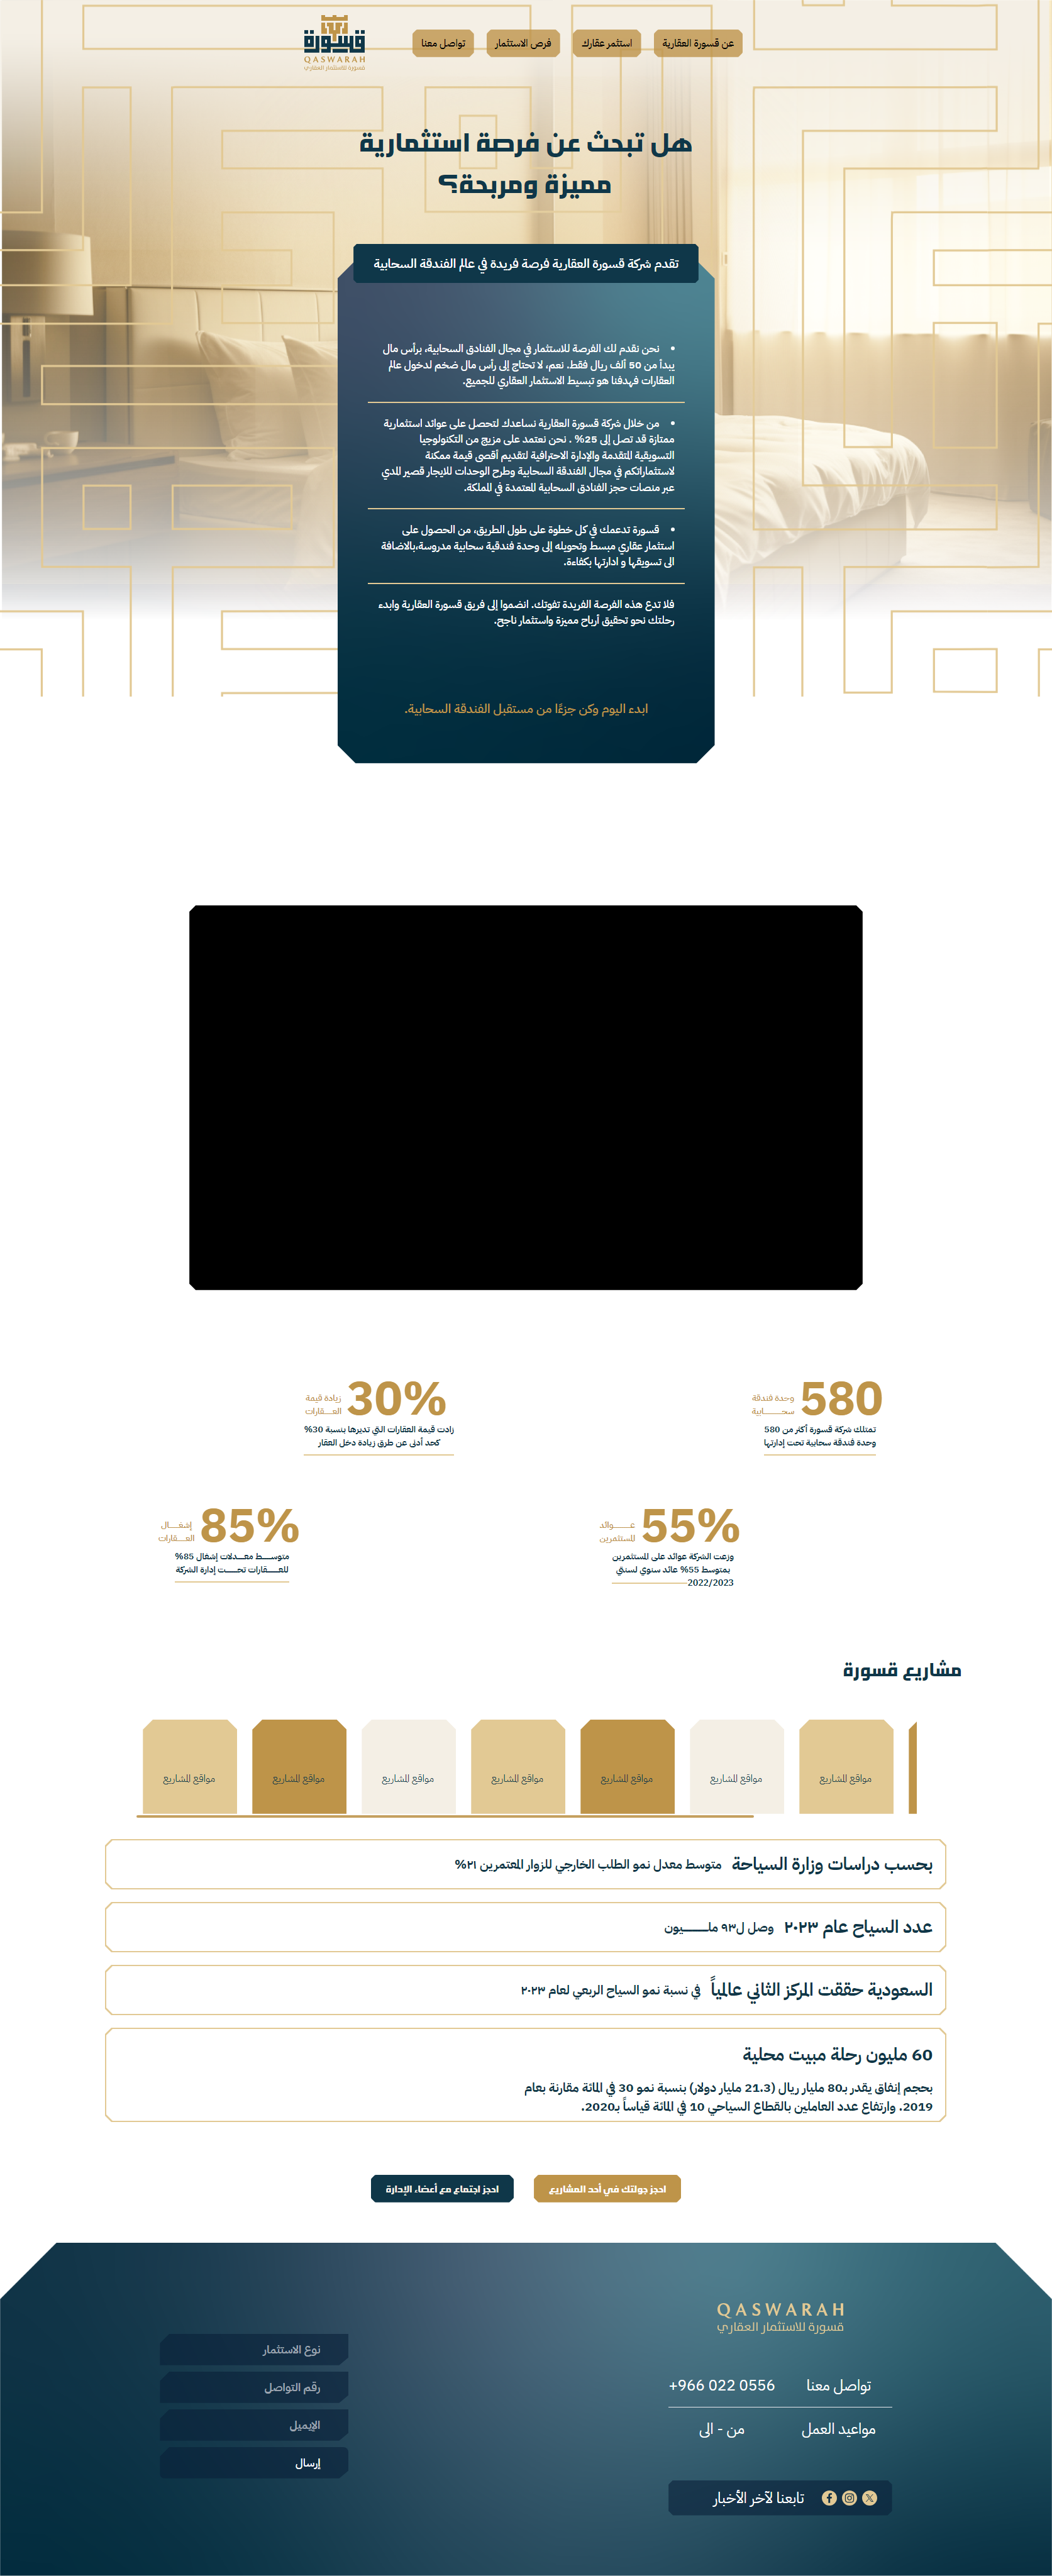 عن قسورة العقارية
استثمر عقارك
فرص الاستثمار
تواصل معنا
قسورة
QASWARAH
قسورة للاستثمار العقاري
هل تبحث عن فرصة استثمارية
مميزة ومربحة؟
تقدم شركة قسورة العقارية فرصة فريدة في عالم الفندقة السحابية
• نحن نقدم لك الفرصة للاستثمار في مجال الفنادق السحابية، برأس مال
يبدأ من 50 ألف ريال فقط. نعم، لا تحتاج إلى رأس مال ضخم لدخول عالم
العقارات فهدفنا هو تبسيط الاستثمار العقاري للجميع.
• من خلال شركة قسورة العقارية نساعدك لتحصل على عوائد استثمارية
ممتازة قد تصل إلى 25% . نحن نعتمد على مزيج من التكنولوجيا
التسويقية المتقدمة والإدارة الاحترافية لتقديم أقصى قيمة ممكنة
لاستثماراتكم في مجال الفندقة السحابية وطرح الوحدات للايجار قصير المدي
عبر منصات حجز الفنادق السحابية المعتمدة في المملكة.
• قسورة تدعمك في كل خطوة على طول الطريق، من الحصول على
استثمار عقاري مبسط وتحويله إلى وحدة فندقية سحابية مدروسة،بالاضافة
الى تسويقها و ادارتها بكفاءة.
فلا تدع هذه الفرصة الفريدة تفوتك. انضموا إلى فريق قسورة العقارية وابدء
رحلتك نحو تحقيق أرباح مميزة واستثمار ناجح.
ابدء اليوم وكن جزءًا من مستقبل الفندقة السحابية.
580
وحدة فندقة
سحـــــــابية
تمتلك شركة قسورة أكثر من 580
وحدة فندقة سحابية تحت إدارتها
30%
زيادة قيمة
العــقارات
زادت قيمة العقارات التي تديرها بنسبة 30%
كحد أدنى عن طرق زيادة دخل العقار
55%
عـــــــوائد
المستثمرين
وزعت الشركة عوائد على المستثمرين
بمتوسط 55% عائد سنوي لسنتي
2022/2023
85%
إشغــــال
العـــقارات
متوســـط معــدلات إشغال 85%
للعــــقارات تحــــت إدارة الشركة
مشاريع قسورة
مواقع المشاريع
مواقع المشاريع
مواقع المشاريع
مواقع المشاريع
مواقع المشاريع
مواقع المشاريع
مواقع المشاريع
بحسب دراسات وزارة السياحة متوسط معدل نمو الطلب الخارجي للزوار المعتمرين ٢١%
عدد السياح عام ٢٠٢٣ وصل ل٩٣ ملـــــــيون
السعودية حققت المركز الثاني عالمياً في نسبة نمو السياح الربعي لعام ٢٠٢٣
60 مليون رحلة مبيت محلية
بحجم إنفاق يقدر بـ80 مليار ريال (21.3 مليار دولار) بنسبة نمو 30 في المائة مقارنة بعام
2019. وارتفاع عدد العاملين بالقطاع السياحي 10 في المائة قياساً بـ2020.
احجز جولتك في أحد المشاريع
احجز اجتماع مع أعضاء الإدارة
QASWARAH
قسورة للاستثمار العقاري
تواصل معنا
+966 022 0556
مواعيد العمل
من - الى
تابعنا لآخر الأخبار
نوع الاستثمار
رقم التواصل
الإيميل
إرسال